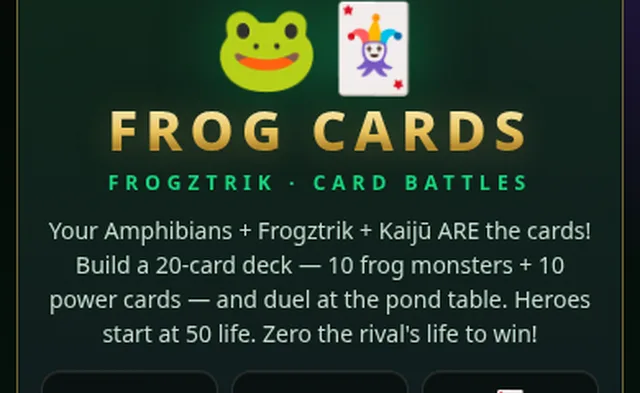 FROG CARDS
FROGZTRIK · CARD BATTLES
Your Amphibians + Frogztrik + Kaijū ARE the cards!
Build a 20-card deck — 10 frog monsters + 10
power cards — and duel at the pond table. Heroes
start at 50 life. Zero the rival's life to win!